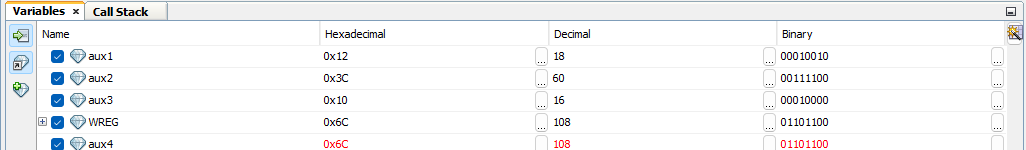 Variables × Call Stack
Name Hexadecimal Decimal Binary
aux1 0x12 ... 18 ... 00010010 ...
aux2 0x3C ... 60 ... 00111100 ...
aux3 0x10 ... 16 ... 00010000 ...
WREG 0x6C ... 108 ... 01101100 ...
aux4 0x6C ... 108 ... 01101100 ...